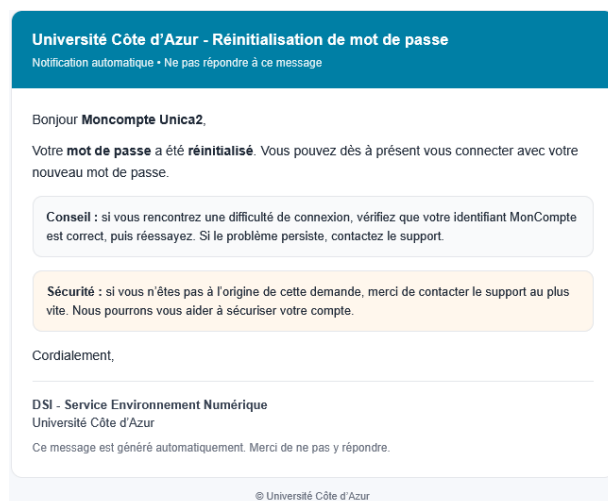 Université Côte d’Azur - Réinitialisation de mot de passe
Notification automatique • Ne pas répondre à ce message
Bonjour Moncompte Unica2,
Votre mot de passe a été réinitialisé. Vous pouvez dès à présent vous connecter avec votre
nouveau mot de passe.
Conseil : si vous rencontrez une difficulté de connexion, vérifiez que votre identifiant MonCompte
est correct, puis réessayez. Si le problème persiste, contactez le support.
Sécurité : si vous n’êtes pas à l’origine de cette demande, merci de contacter le support au plus
vite. Nous pourrons vous aider à sécuriser votre compte.
Cordialement,
DSI - Service Environnement Numérique
Université Côte d’Azur
Ce message est généré automatiquement. Merci de ne pas y répondre.
© Université Côte d’Azur